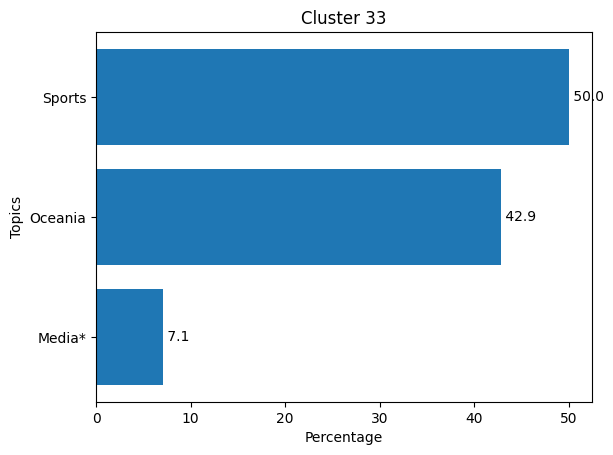 Cluster 33
Sports
50.0
Oceania
42.9
Media*
7.1
Topics
0 10 20 30 40 50
Percentage